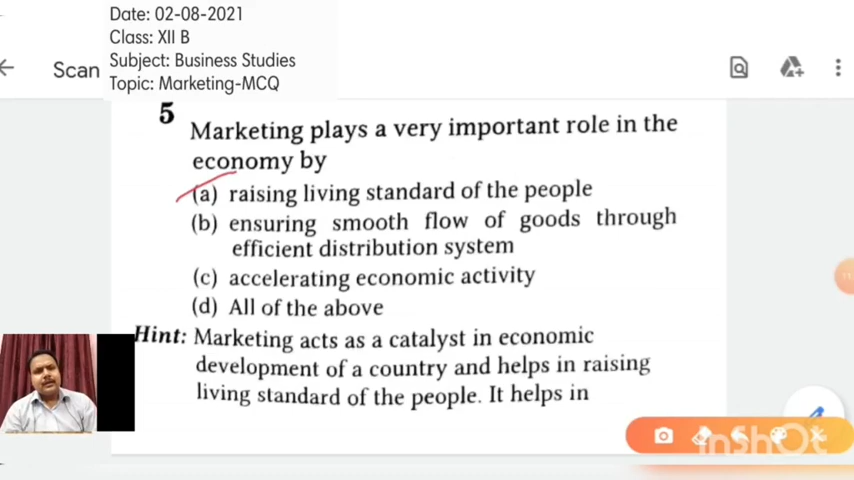 Date: 02-08-2021
Class: XII B
Subject: Business Studies
Topic: Marketing-MCQ
Scan
5
Marketing plays a very important role in the
economy by
(a) raising living standard of the people
(b) ensuring smooth flow of goods through
efficient distribution system
(c) accelerating economic activity
(d) All of the above
Hint: Marketing acts as a catalyst in economic
development of a country and helps in raising
living standard of the people. It helps in
InShOt